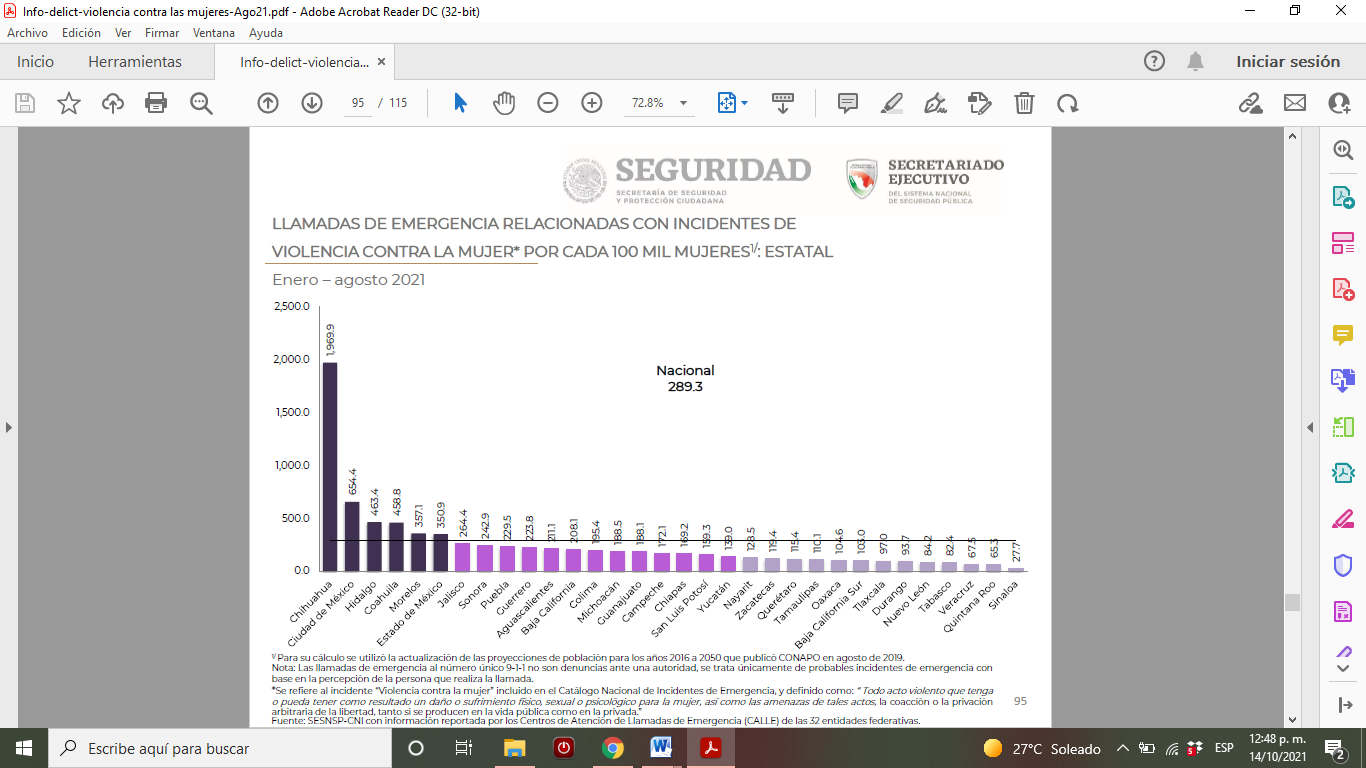 Info-delict-violencia contra las mujeres-Ago21.pdf - Adobe Acrobat Reader DC (32-bit)
Archivo Edición Ver Firmar Ventana Ayuda
Inicio Herramientas Info-delict-violencia... × Iniciar sesión
95 / 115 72.8%
SEGURIDAD
SECRETARÍA DE SEGURIDAD
Y PROTECCIÓN CIUDADANA
SECRETARIADO
EJECUTIVO
DEL SISTEMA NACIONAL
DE SEGURIDAD PÚBLICA
LLAMADAS DE EMERGENCIA RELACIONADAS CON INCIDENTES DE
VIOLENCIA CONTRA LA MUJER* POR CADA 100 MIL MUJERES1/: ESTATAL
Enero – agosto 2021
2,500.0
2,000.0
1,500.0
1,000.0
500.0
0.0
Nacional
289.3
1,969.9
654.4
463.4
458.8
357.1
350.9
264.4
242.9
229.5
223.8
211.1
208.1
195.4
188.5
188.1
172.1
169.2
159.3
139.0
128.5
119.4
115.4
110.1
104.6
103.0
97.0
93.7
84.2
82.4
67.5
65.3
27.7
Chihuahua
Ciudad de México
Hidalgo
Coahuila
Morelos
Estado de México
Jalisco
Sonora
Puebla
Guerrero
Aguascalientes
Baja California
Colima
Michoacán
Guanajuato
Campeche
Chiapas
San Luis Potosí
Yucatán
Nayarit
Zacatecas
Querétaro
Tamaulipas
Oaxaca
Baja California Sur
Tlaxcala
Durango
Nuevo León
Tabasco
Veracruz
Quintana Roo
Sinaloa
1/ Para su cálculo se utilizó la actualización de las proyecciones de población para los años 2016 a 2050 que publicó CONAPO en agosto de 2019.
Nota: Las llamadas de emergencia al número único 9-1-1 no son denuncias ante una autoridad, se trata únicamente de probables incidentes de emergencia con
base en la percepción de la persona que realiza la llamada.
*Se refiere al incidente "Violencia contra la mujer" incluido en el Catálogo Nacional de Incidentes de Emergencia, y definido como: " Todo acto violento que tenga
o pueda tener como resultado un daño o sufrimiento físico, sexual o psicológico para la mujer, así como las amenazas de tales actos, la coacción o la privación
arbitraria de la libertad, tanto si se producen en la vida pública como en la privada."
Fuente: SESNSP-CNI con información reportada por los Centros de Atención de Llamadas de Emergencia (CALLE) de las 32 entidades federativas.
95
Escribe aquí para buscar
27°C Soleado
ESP
12:48 p. m.
14/10/2021
2